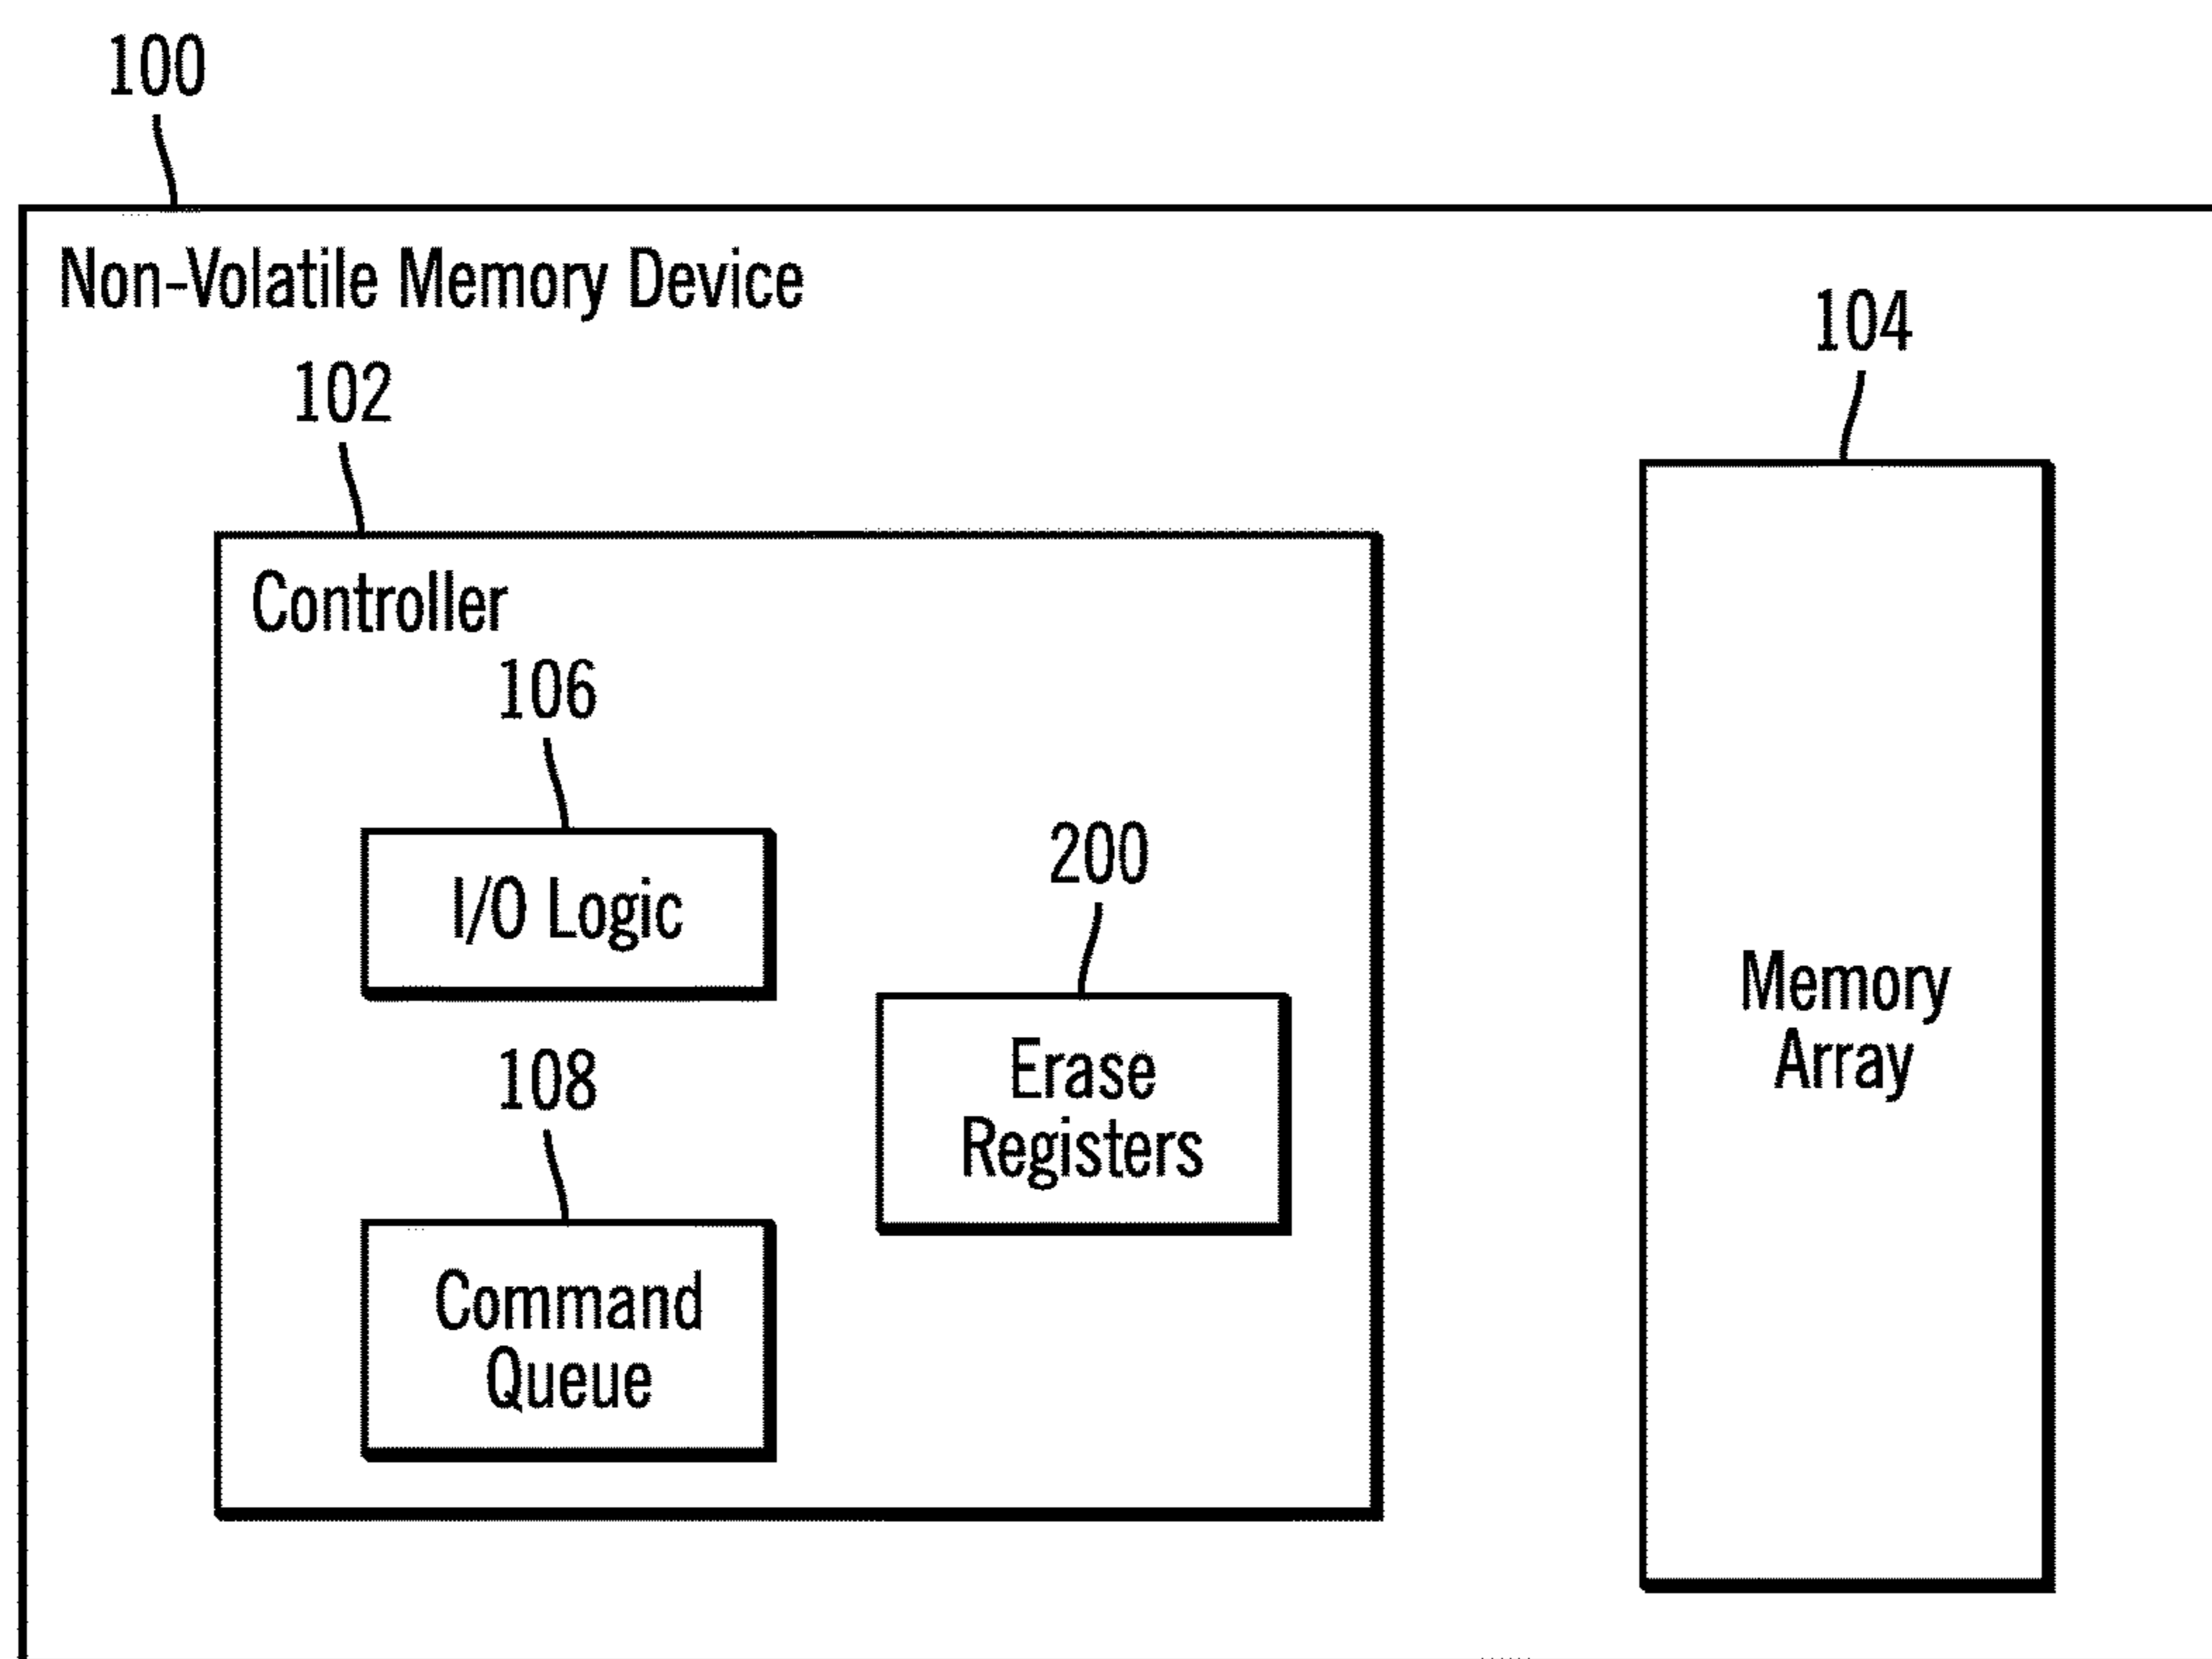 100
Non-Volatile Memory Device
102
104
Controller
106
I/O Logic
200
Erase
Registers
108
Command
Queue
Memory
Array